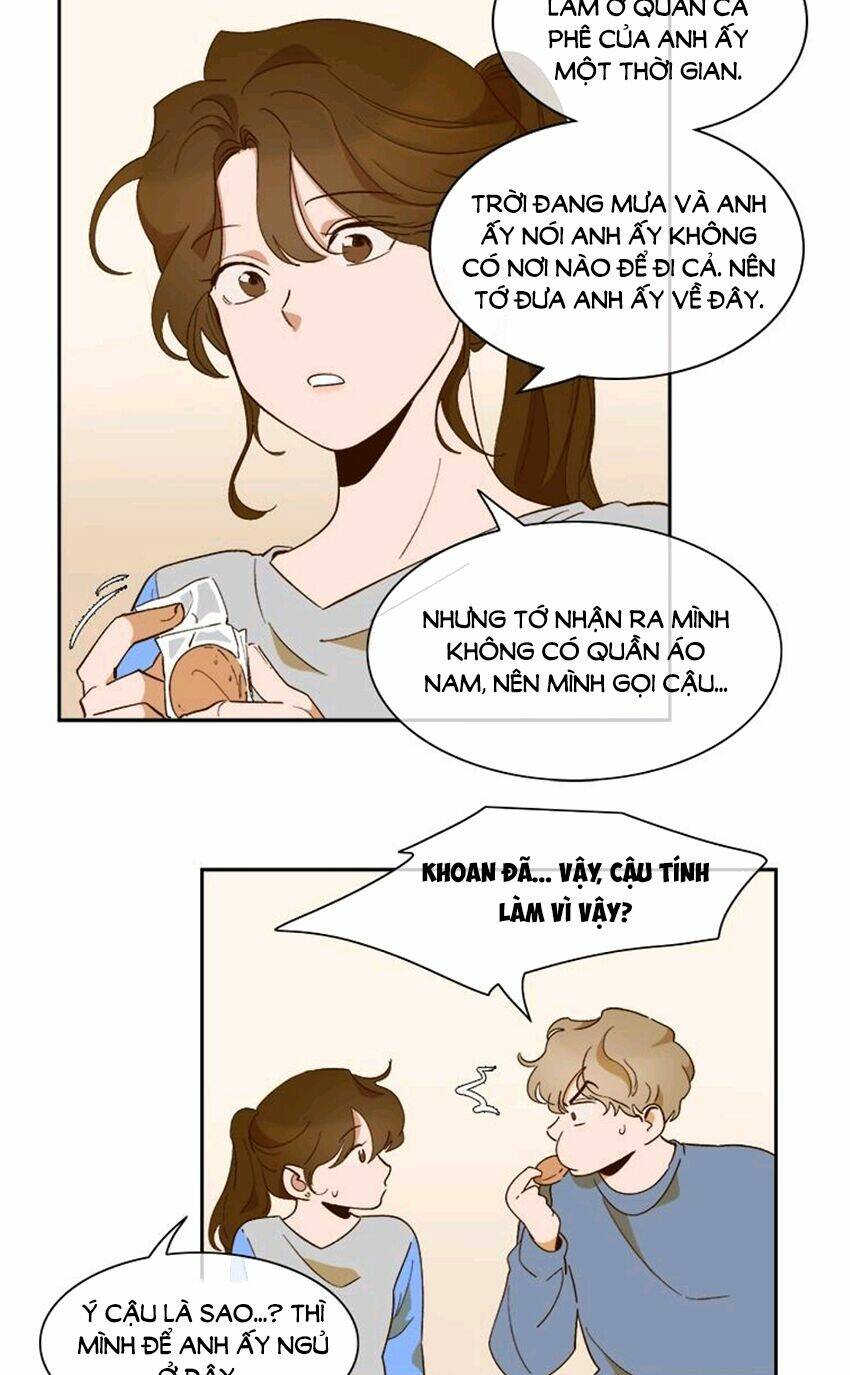 LÀM Ở QUÁN CÀ
PHÊ CỦA ANH ẤY
MỘT THỜI GIAN.
TRỜI ĐANG MƯA VÀ ANH
ẤY NÓI ANH ẤY KHÔNG
CÓ NƠI NÀO ĐỂ ĐI CẢ. NÊN
TỚ ĐƯA ANH ẤY VỀ ĐÂY.
NHƯNG TỚ NHẬN RA MÌNH
KHÔNG CÓ QUẦN ÁO
NAM, NÊN MÌNH GỌI CẬU...
KHOAN ĐÃ... VẬY, CẬU TÍNH
LÀM VÌ VẬY?
Ý CẬU LÀ SAO...? THÌ
MÌNH ĐỂ ANH ẤY NGỦ
Ở ĐÂY